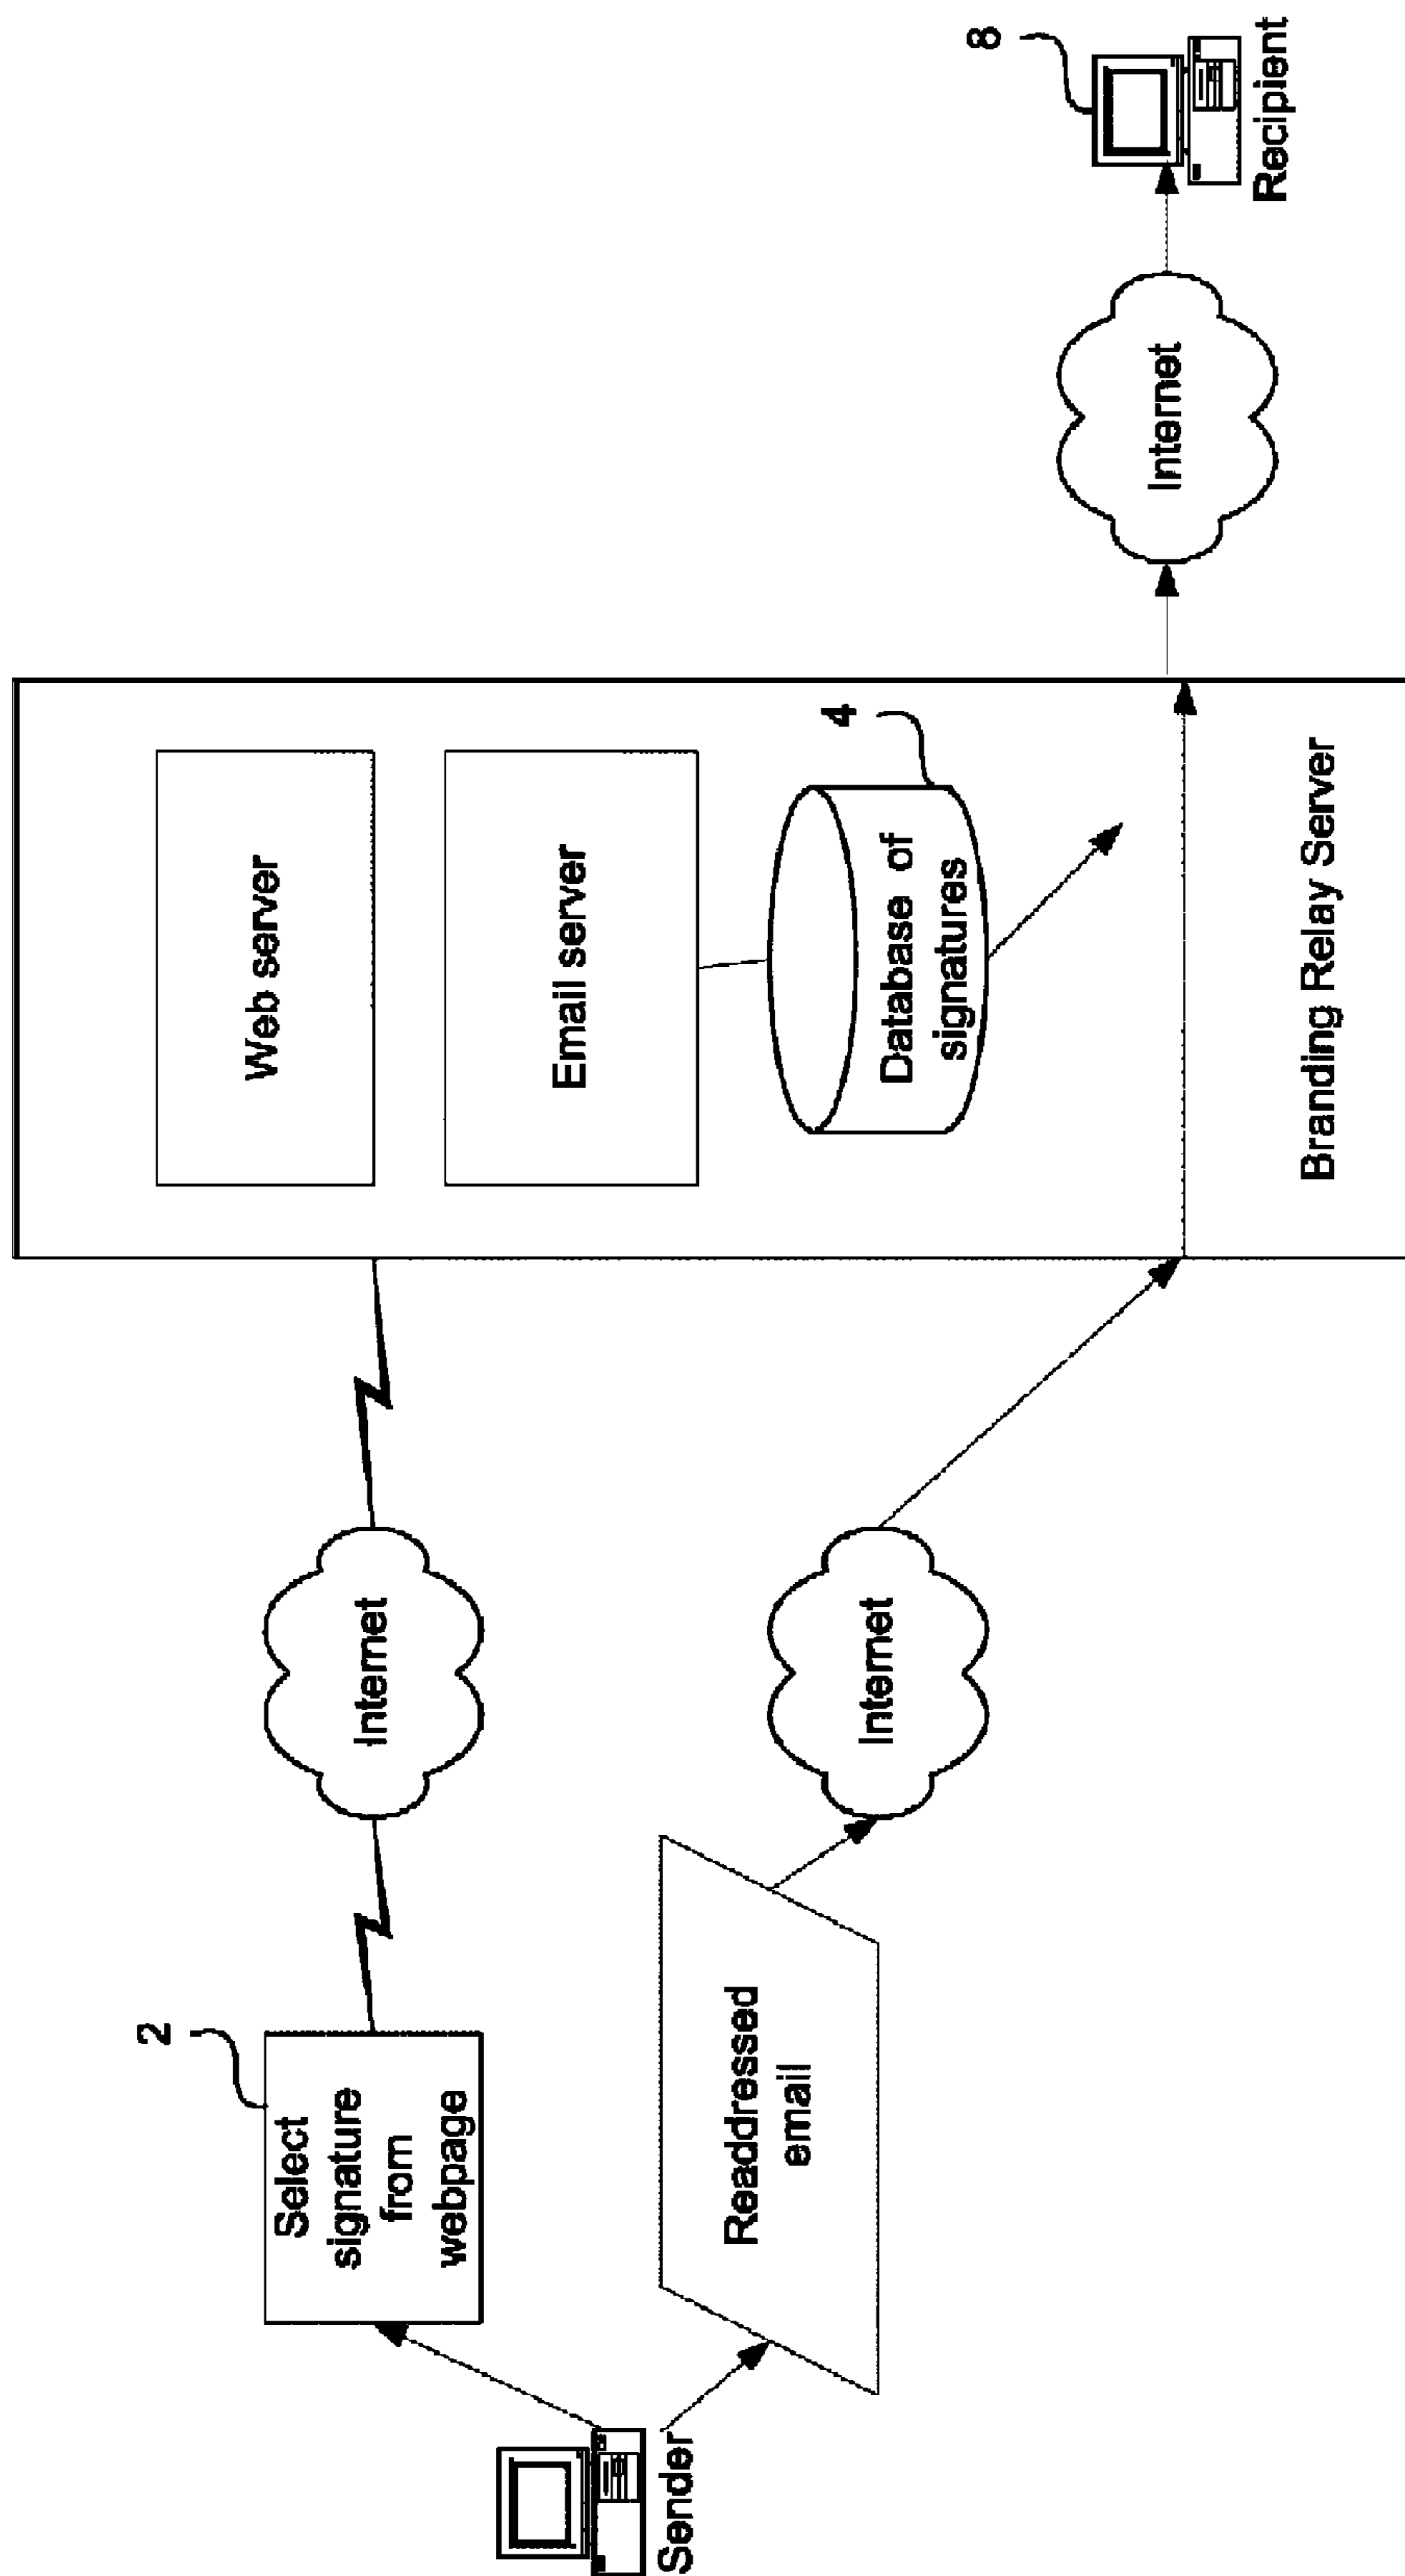 Sender
2
Select
signature
from
webpage
Internet
Readdressed
email
Internet
Web server
Email server
4
Database of
signatures
Branding Relay Server
Internet
8
Recipient